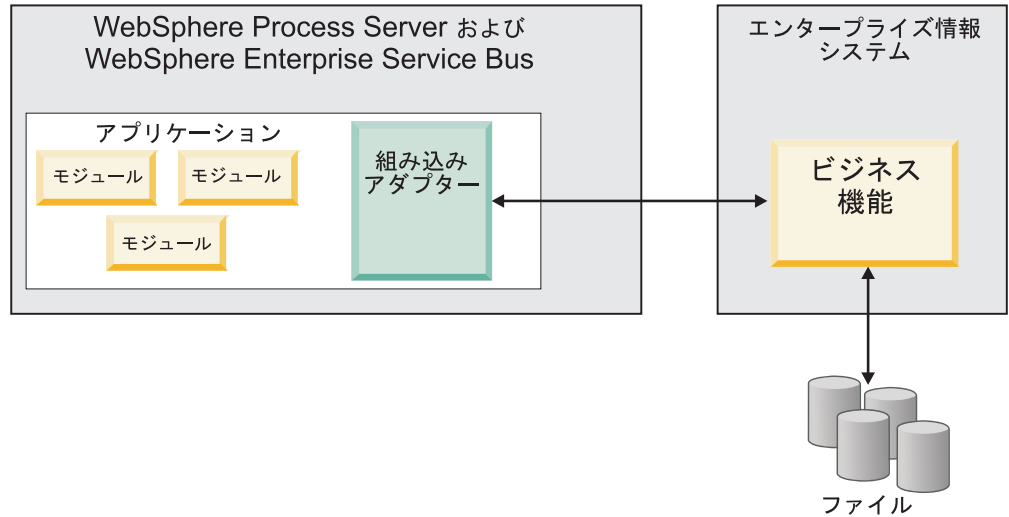 WebSphere Process Server および
WebSphere Enterprise Service Bus
アプリケーション
モジュール
モジュール
モジュール
組み込み
アダプター
エンタープライズ情報
システム
ビジネス
機能
ファイル